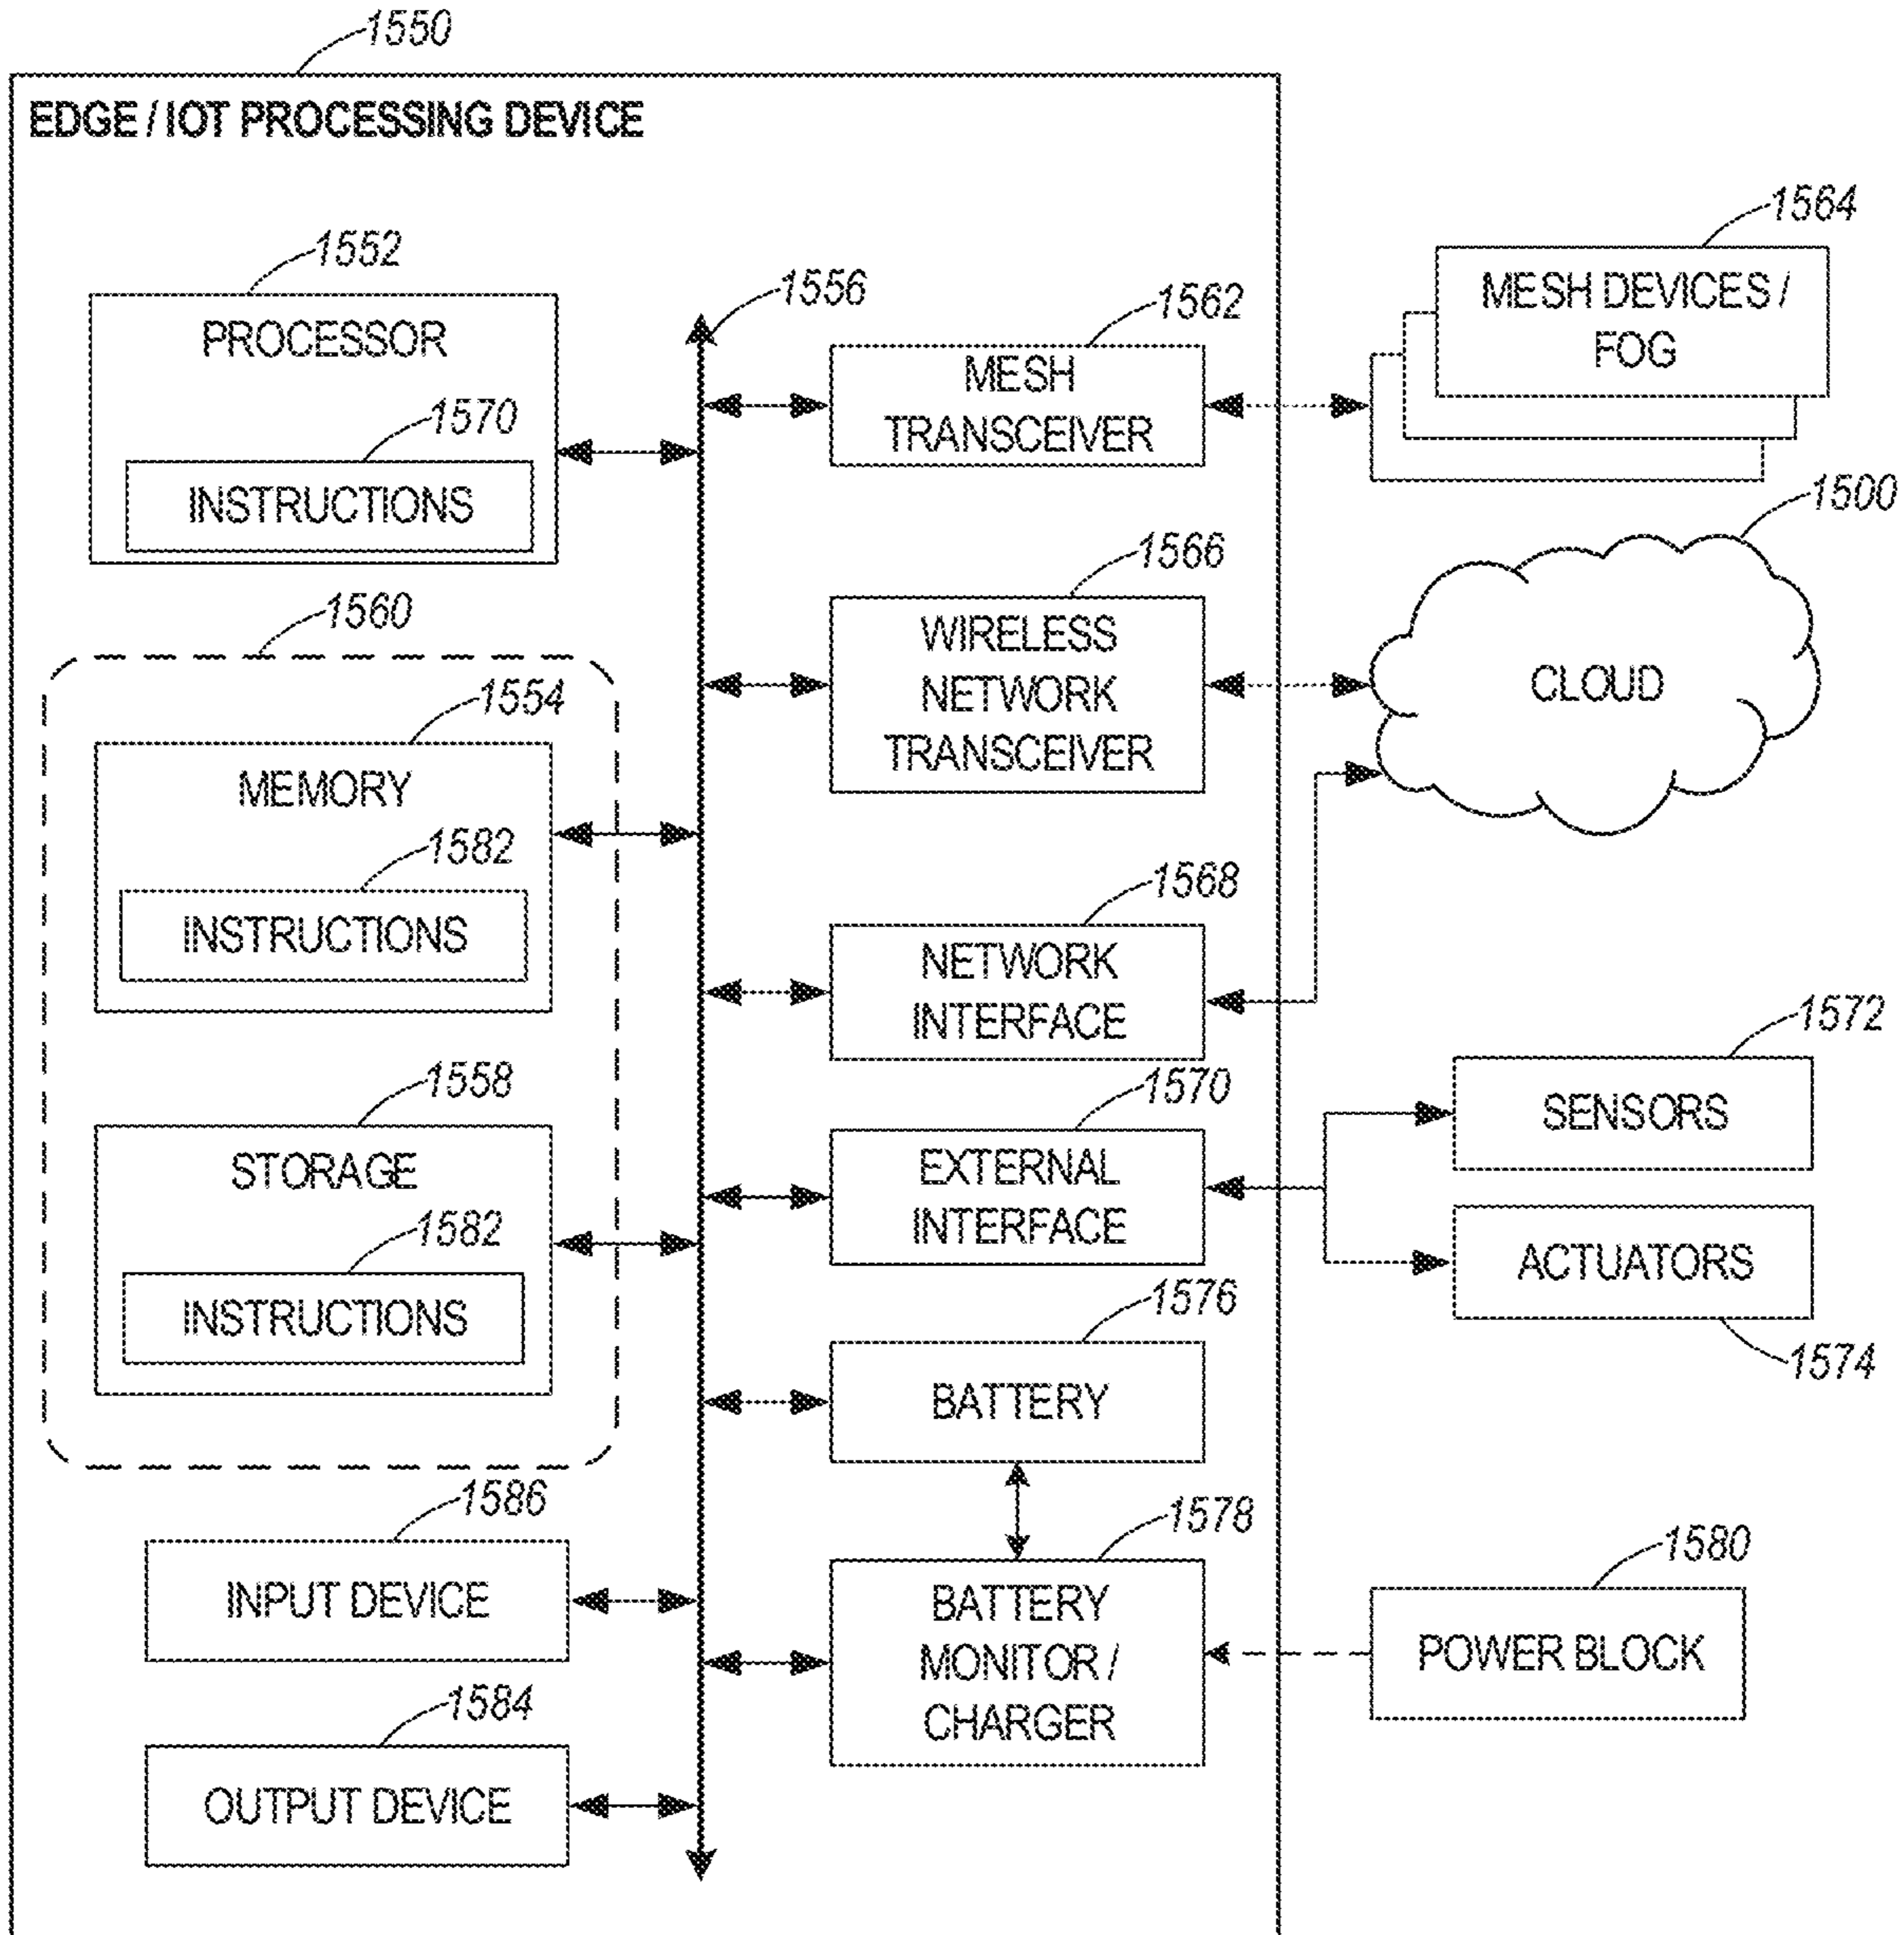 1550
EDGE / IOT PROCESSING DEVICE
1552
PROCESSOR
1570
INSTRUCTIONS
1560
1554
MEMORY
1582
INSTRUCTIONS
1558
STORAGE
1582
INSTRUCTIONS
1586
INPUT DEVICE
1584
OUTPUT DEVICE
1556
1562
MESH
TRANSCEIVER
1566
WIRELESS
NETWORK
TRANSCEIVER
1568
NETWORK
INTERFACE
1570
EXTERNAL
INTERFACE
1576
BATTERY
1578
BATTERY
MONITOR /
CHARGER
1564
MESH DEVICES /
FOG
1500
CLOUD
1572
SENSORS
ACTUATORS
1574
1580
POWER BLOCK